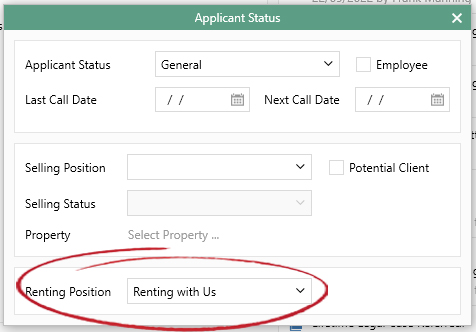 22/09/2022 by Frank Manning
Applicant Status
Applicant Status General Employee
Last Call Date / / Next Call Date / /
Selling Position Potential Client
Selling Status
Property Select Property ...
Renting Position Renting with Us